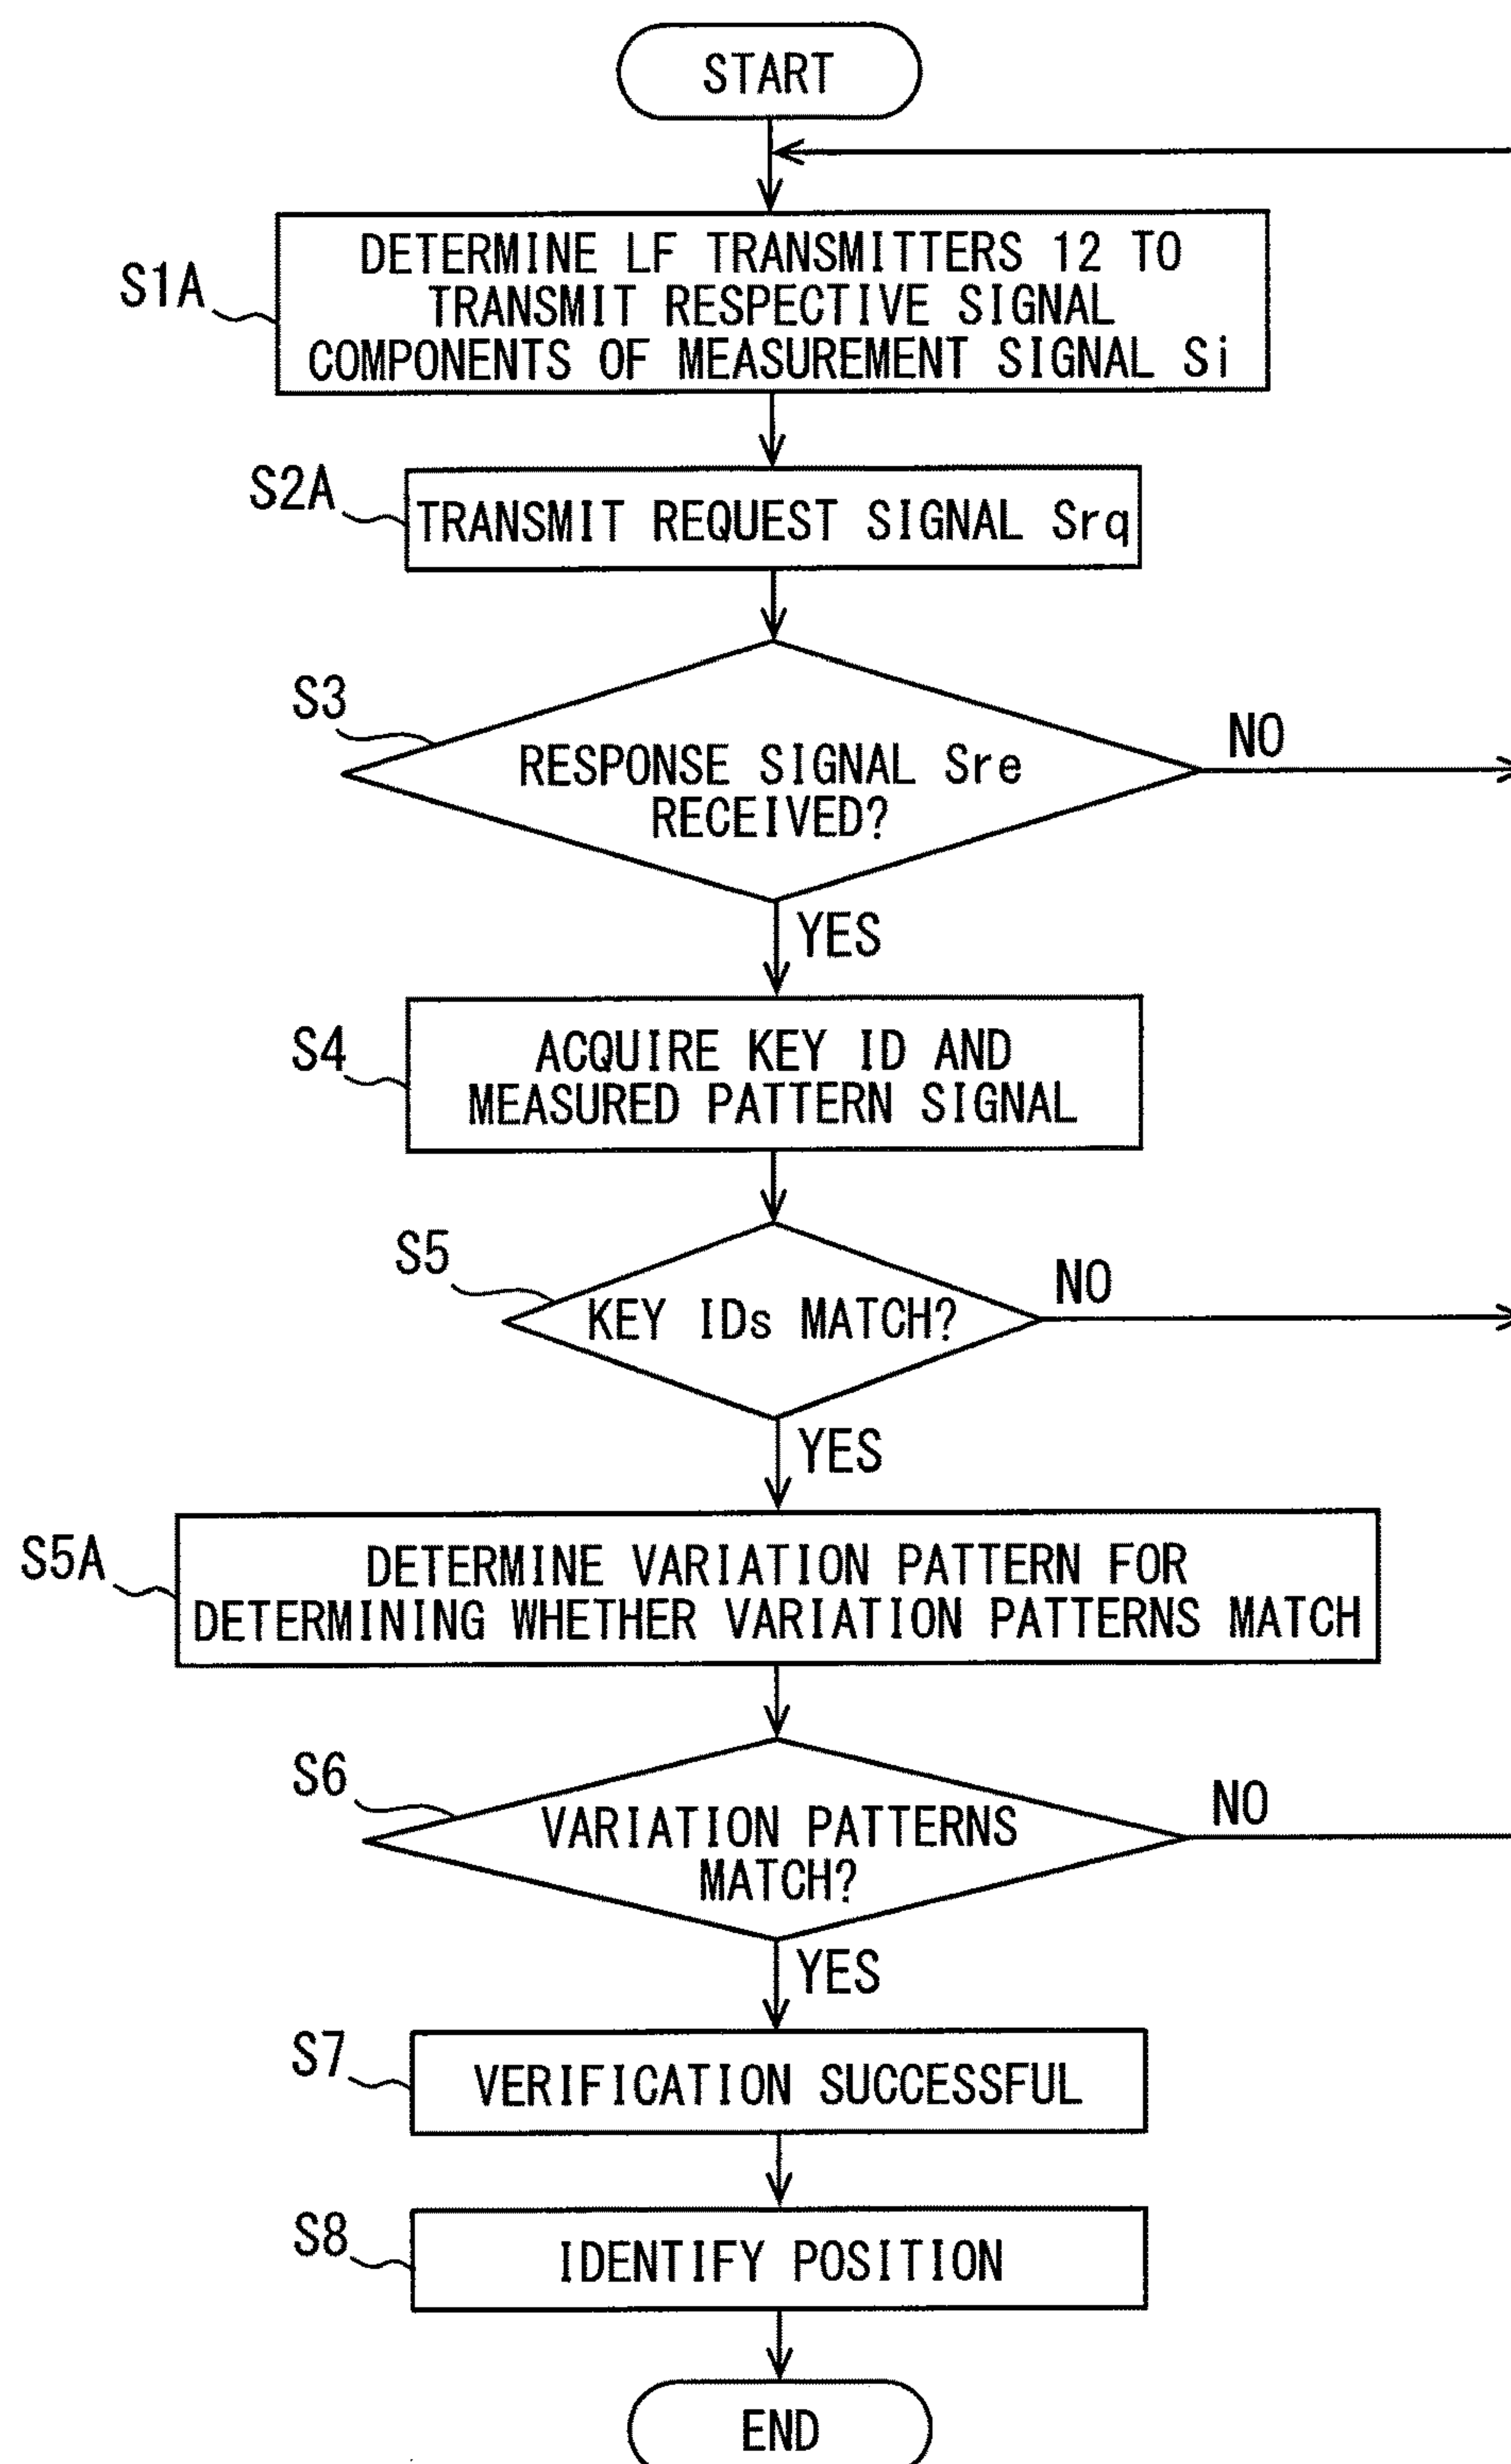 START
S1A
DETERMINE LF TRANSMITTERS 12 TO
TRANSMIT RESPECTIVE SIGNAL
COMPONENTS OF MEASUREMENT SIGNAL Si
S2A
TRANSMIT REQUEST SIGNAL Srq
S3
RESPONSE SIGNAL Sre
RECEIVED?
NO
YES
S4
ACQUIRE KEY ID AND
MEASURED PATTERN SIGNAL
S5
KEY IDs MATCH?
NO
YES
S5A
DETERMINE VARIATION PATTERN FOR
DETERMINING WHETHER VARIATION PATTERNS MATCH
S6
VARIATION PATTERNS
MATCH?
NO
YES
S7
VERIFICATION SUCCESSFUL
S8
IDENTIFY POSITION
END